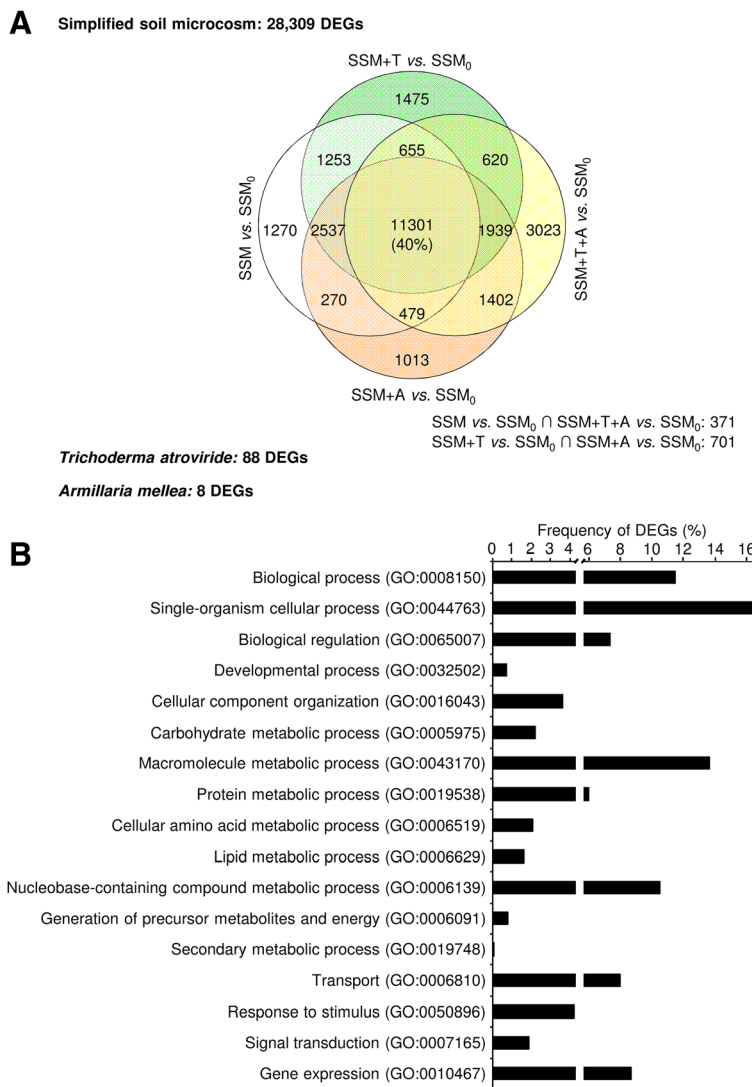 A Simplified soil microcosm: 28,309 DEGs
SSM+T vs. SSM0
1475
1253 655 620
SSM vs. SSM0
1270 2537 11301 1939 3023
(40%)
SSM+T+A vs. SSM0
270 479 1402
1013
SSM+A vs. SSM0
SSM vs. SSM0 ∩ SSM+T+A vs. SSM0: 371
SSM+T vs. SSM0 ∩ SSM+A vs. SSM0: 701
Trichoderma atroviride: 88 DEGs
Armillaria mellea: 8 DEGs
B Frequency of DEGs (%)
0 1 2 3 4 6 8 10 12 14 16
Biological process (GO:0008150)
Single-organism cellular process (GO:0044763)
Biological regulation (GO:0065007)
Developmental process (GO:0032502)
Cellular component organization (GO:0016043)
Carbohydrate metabolic process (GO:0005975)
Macromolecule metabolic process (GO:0043170)
Protein metabolic process (GO:0019538)
Cellular amino acid metabolic process (GO:0006519)
Lipid metabolic process (GO:0006629)
Nucleobase-containing compound metabolic process (GO:0006139)
Generation of precursor metabolites and energy (GO:0006091)
Secondary metabolic process (GO:0019748)
Transport (GO:0006810)
Response to stimulus (GO:0050896)
Signal transduction (GO:0007165)
Gene expression (GO:0010467)